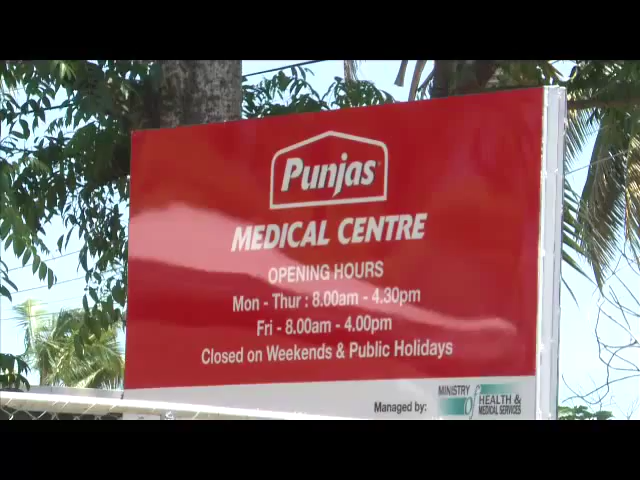 Punjas
MEDICAL CENTRE
OPENING HOURS
Mon - Thur : 8.00am - 4.30pm
Fri - 8.00am - 4.00pm
Closed on Weekends & Public Holidays
Managed by:
MINISTRY
of HEALTH &
MEDICAL SERVICES